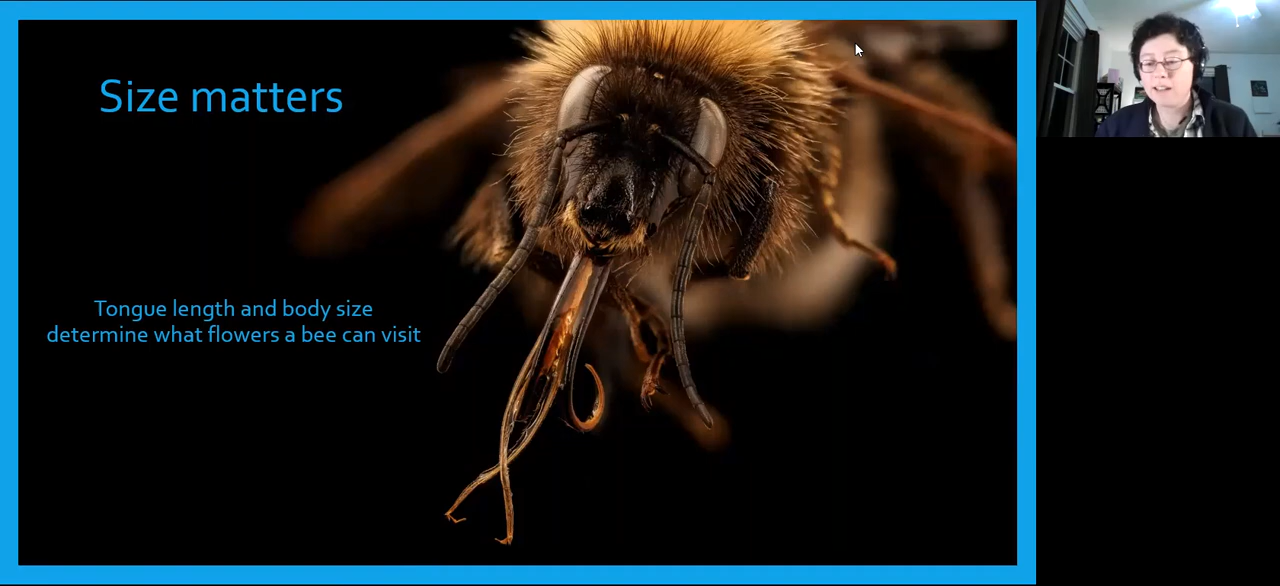 Size matters
Tongue length and body size
determine what flowers a bee can visit